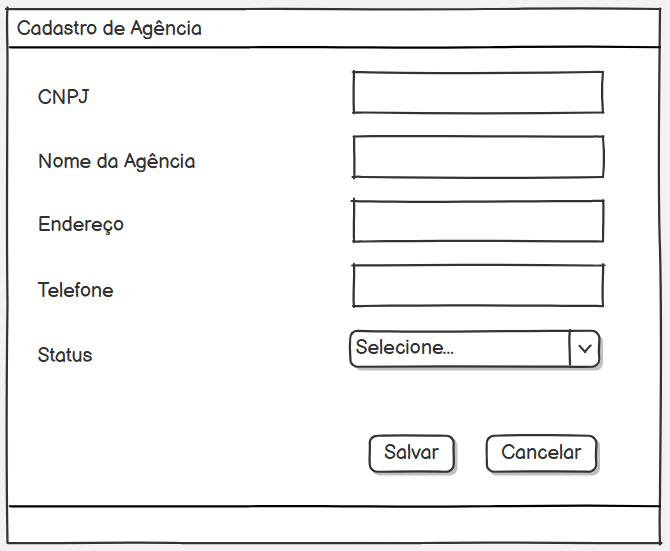 Cadastro de Agência
CNPJ
Nome da Agência
Endereço
Telefone
Status
Selecione...
Salvar
Cancelar